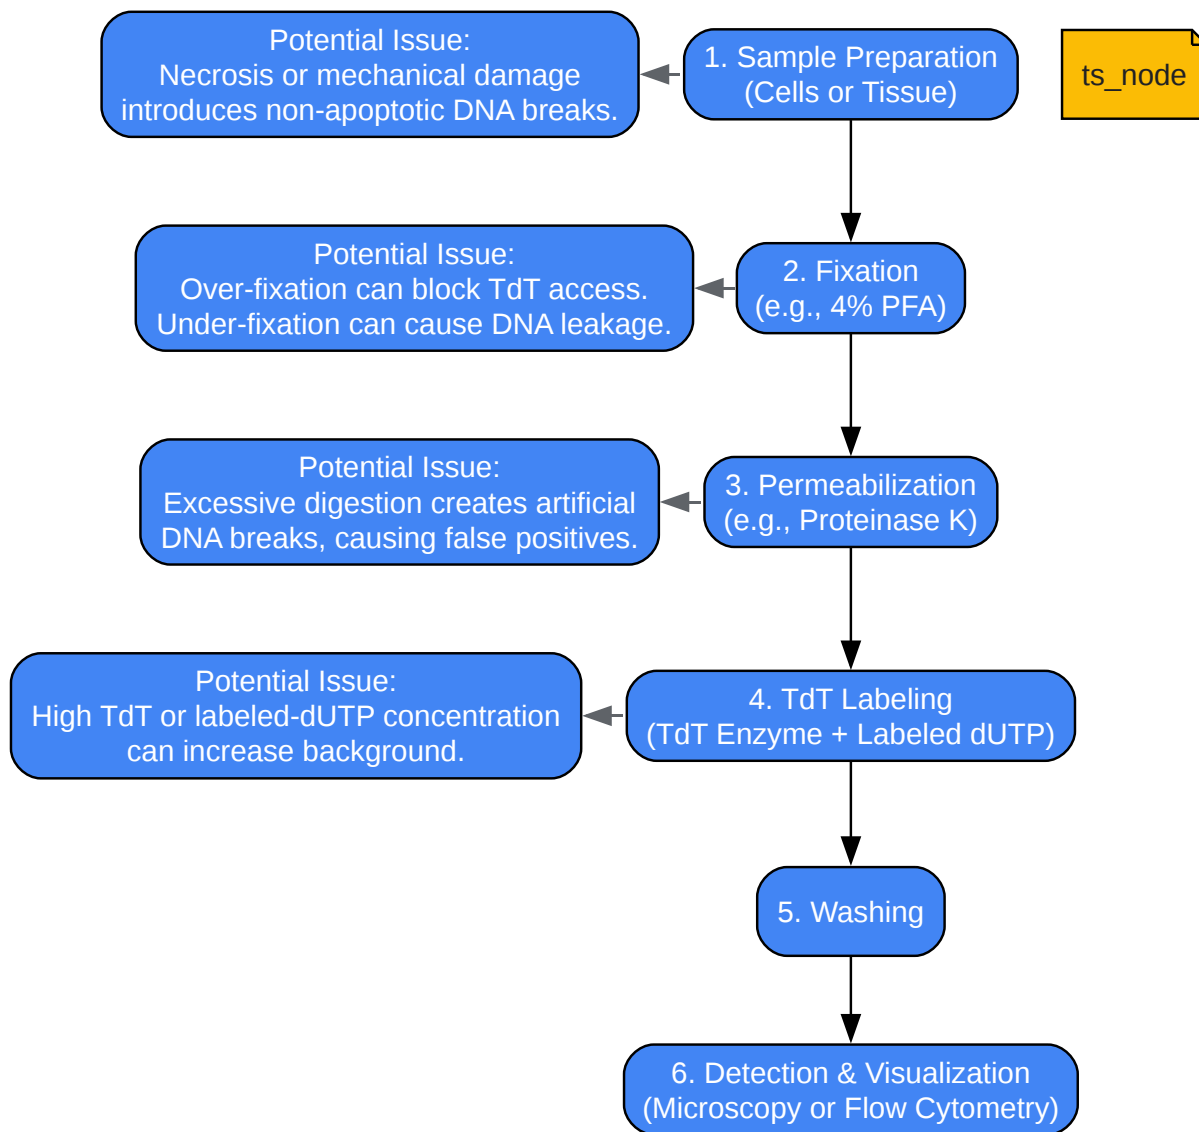 Potential Issue:
Necrosis or mechanical damage
introduces non-apoptotic DNA breaks.
1. Sample Preparation
(Cells or Tissue)
ts_node
Potential Issue:
Over-fixation can block TdT access.
Under-fixation can cause DNA leakage.
2. Fixation
(e.g., 4% PFA)
Potential Issue:
Excessive digestion creates artificial
DNA breaks, causing false positives.
3. Permeabilization
(e.g., Proteinase K)
Potential Issue:
High TdT or labeled-dUTP concentration
can increase background.
4. TdT Labeling
(TdT Enzyme + Labeled dUTP)
5. Washing
6. Detection & Visualization
(Microscopy or Flow Cytometry)